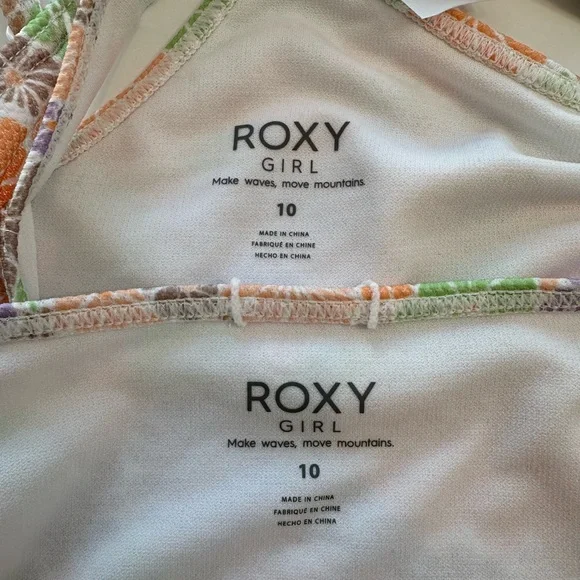 ROXY
GIRL
Make waves, move mountains.
10
MADE IN CHINA
FABRIQUÉ EN CHINE
HECHO EN CHINA
ROXY
GIRL
Make waves, move mountains.
10
MADE IN CHINA
FABRIQUÉ EN CHINE
HECHO EN CHINA